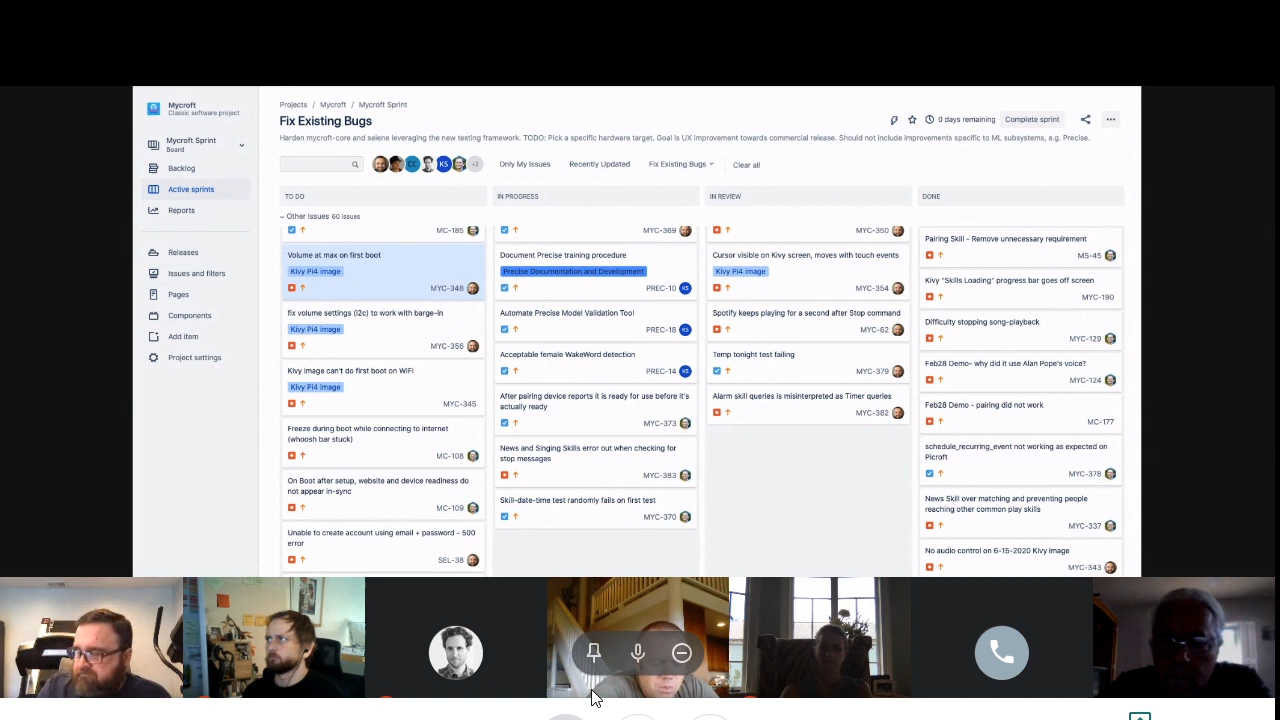 Mycroft
Classic software project
Mycroft Sprint
Board
Backlog
Active sprints
Reports
Releases
Issues and filters
Pages
Components
Add item
Project settings
Projects / Mycroft / Mycroft Sprint
Fix Existing Bugs
0 days remaining
Complete sprint
Harden mycroft-core and selene leveraging the new testing framework. TODO: Pick a specific hardware target. Goal is UX improvement towards commercial release. Should not include improvements specific to ML subsystems, e.g. Precise.
CC
KS
+2
Only My Issues
Recently Updated
Fix Existing Bugs
Clear all
TO DO
IN PROGRESS
IN REVIEW
DONE
Other Issues 60 issues
MC-185
Volume at max on first boot
Kivy Pi4 image
MYC-348
fix volume settings (i2c) to work with barge-in
Kivy Pi4 image
MYC-356
Kivy image can't do first boot on WIFI
Kivy Pi4 image
MYC-345
Freeze during boot while connecting to internet
(whoosh bar stuck)
MC-108
On Boot after setup, website and device readiness do
not appear in-sync
MC-109
Unable to create account using email + password - 500
error
SEL-38
MYC-369
Document Precise training procedure
Precise Documentation and Development
PREC-10
KS
Automate Precise Model Validation Tool
PREC-18
KS
Acceptable female WakeWord detection
PREC-14
KS
After pairing device reports it is ready for use before it's
actually ready
MYC-373
News and Singing Skills error out when checking for
stop messages
MYC-383
Skill-date-time test randomly fails on first test
MYC-370
MYC-350
Cursor visible on Kivy screen, moves with touch events
Kivy Pi4 image
MYC-354
Spotify keeps playing for a second after Stop command
MYC-62
Temp tonight test failing
MYC-379
Alarm skill queries is misinterpreted as Timer queries
MYC-382
Pairing Skill - Remove unnecessary requirement
MS-45
Kivy "Skills Loading" progress bar goes off screen
MYC-190
Difficulty stopping song-playback
MYC-129
Feb28 Demo- why did it use Alan Pope's voice?
MYC-124
Feb28 Demo - pairing did not work
MC-177
schedule_recurring_event not working as expected on
Picroft
MYC-378
News Skill over matching and preventing people
reaching other common play skills
MYC-337
No audio control on 6-15-2020 Kivy image
MYC-343